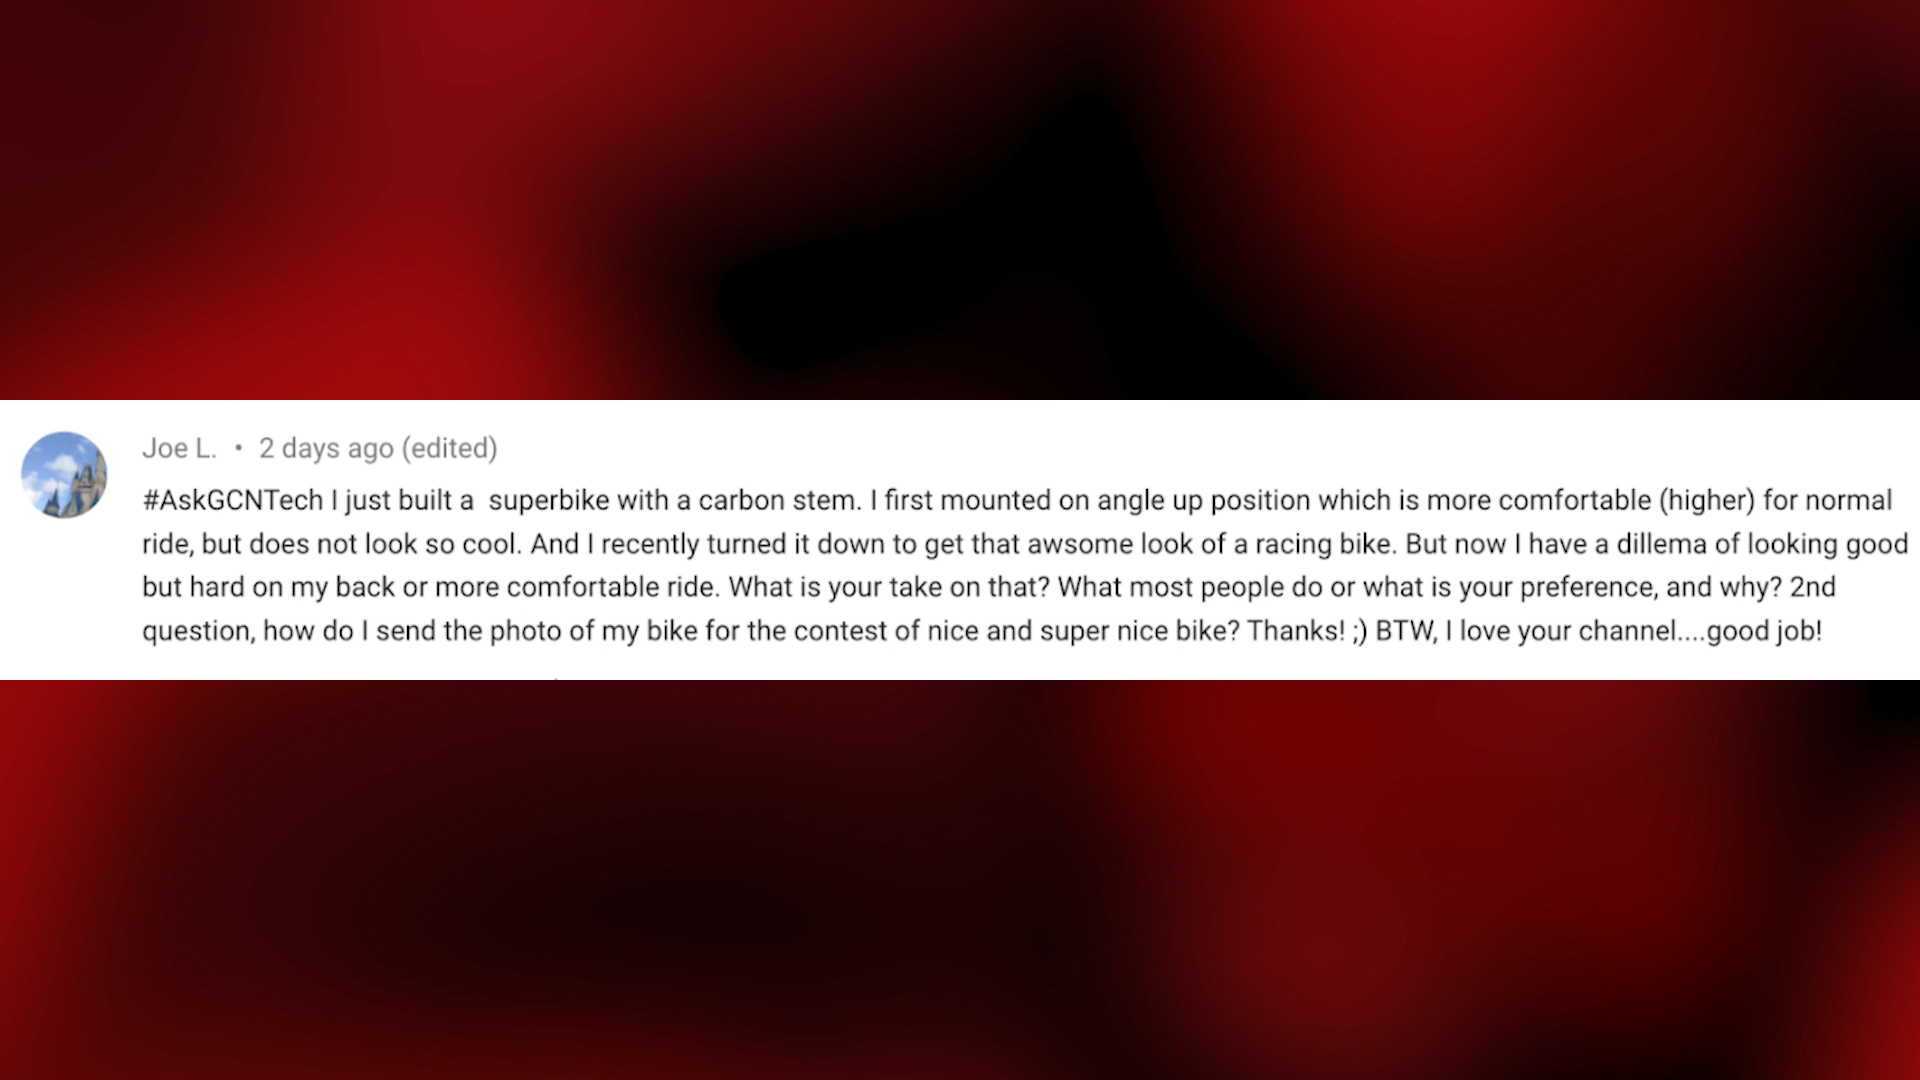 Joe L. • 2 days ago (edited)
#AskGCNTech I just built a  superbike with a carbon stem. I first mounted on angle up position which is more comfortable (higher) for normal
ride, but does not look so cool. And I recently turned it down to get that awsome look of a racing bike. But now I have a dillema of looking good
but hard on my back or more comfortable ride. What is your take on that? What most people do or what is your preference, and why? 2nd
question, how do I send the photo of my bike for the contest of nice and super nice bike? Thanks! ;) BTW, I love your channel....good job!